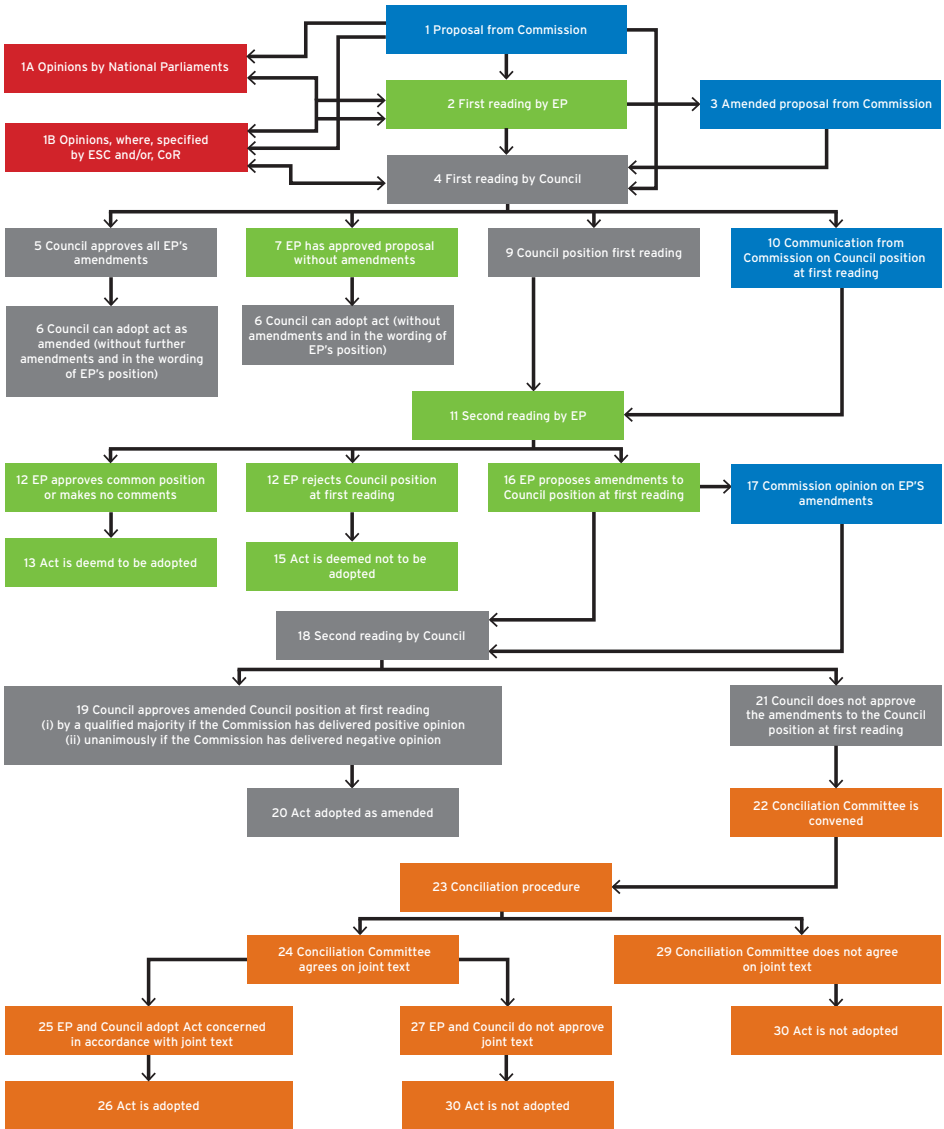 1 Proposal from Commission
1A Opinions by National Parliaments
2 First reading by EP
3 Amended proposal from Commission
1B Opinions, where, specified
by ESC and/or, CoR
4 First reading by Council
5 Council approves all EP's
amendments
7 EP has approved proposal
without amendments
9 Council position first reading
10 Communication from
Commission on Council position
at first reading
6 Council can adopt act as
amended (without further
amendments and in the wording
of EP's position)
6 Council can adopt act (without
amendments and in the wording of
EP's position)
11 Second reading by EP
12 EP approves common position
or makes no comments
12 EP rejects Council position
at first reading
16 EP proposes amendments to
Council position at first reading
17 Commission opinion on EP'S
amendments
13 Act is deemd to be adopted
15 Act is deemed not to be
adopted
18 Second reading by Council
19 Council approves amended Council position at first reading
(i) by a qualified majority if the Commission has delivered positive opinion
(ii) unanimously if the Commission has delivered negative opinion
21 Council does not approve
the amendments to the Council
position at first reading
20 Act adopted as amended
22 Conciliation Committee is
convened
23 Conciliation procedure
24 Conciliation Committee
agrees on joint text
29 Conciliation Committee does not agree
on joint text
25 EP and Council adopt Act concerned
in accordance with joint text
27 EP and Council do not approve
joint text
30 Act is not adopted
26 Act is adopted
30 Act is not adopted